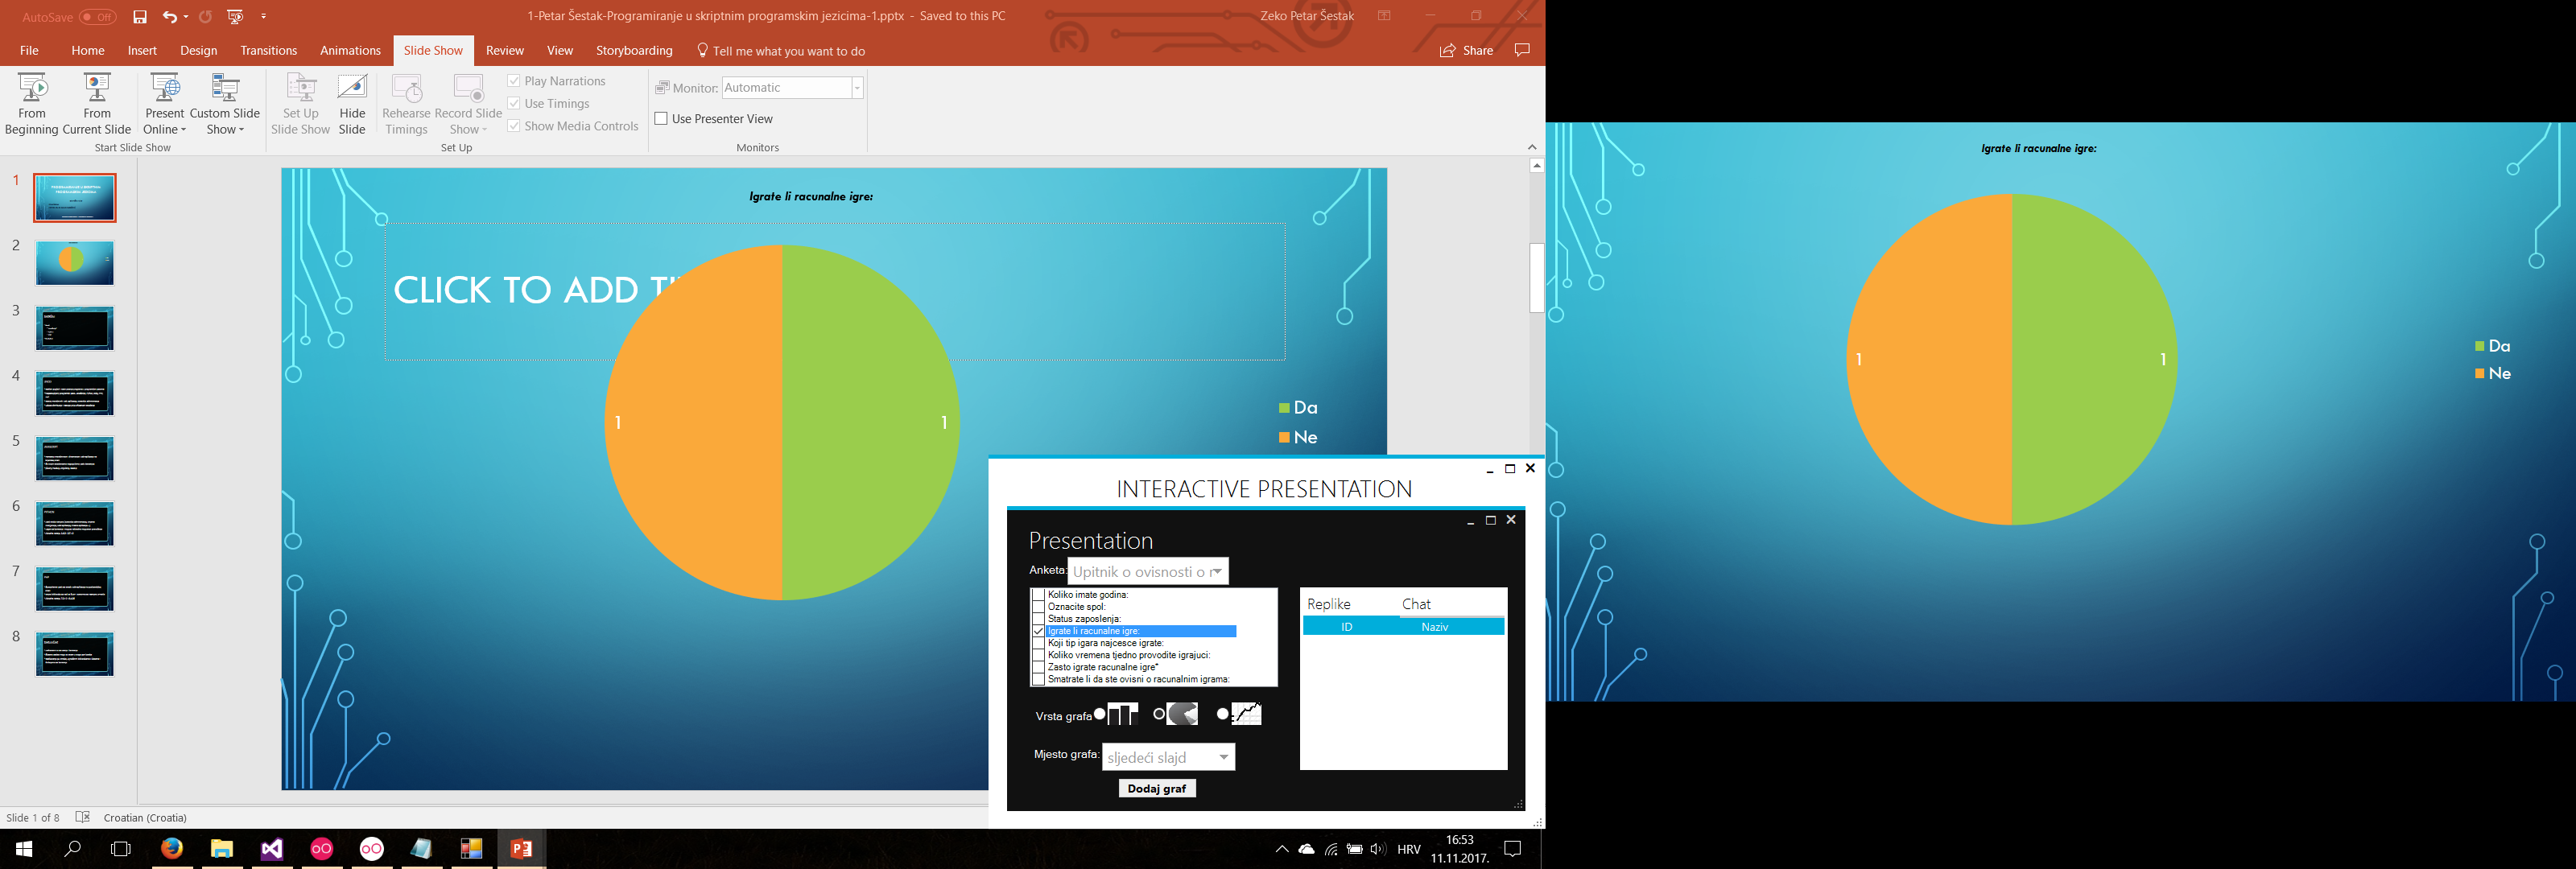 AutoSave Off
1-Petar Šestak-Programiranje u skriptnim programskim jezicima-1.pptx - Saved to this PC
Zeko Petar Šestak
File Home Insert Design Transitions Animations Slide Show Review View Storyboarding Tell me what you want to do Share
From Beginning
From Current Slide
Present Online
Custom Slide Show
Start Slide Show
Set Up Slide Show
Hide Slide
Rehearse Timings
Record Slide Show
Play Narrations
Use Timings
Show Media Controls
Set Up
Monitor: Automatic
Use Presenter View
Monitors
1
2
3
4
5
6
7
8
Igrate li racunalne igre:
CLICK TO ADD
1 1
Da
Ne
INTERACTIVE PRESENTATION
Presentation
Anketa: Upitnik o ovisnosti o r
Koliko imate godina:
Oznacite spol:
Status zaposlenja:
Igrate li racunalne igre:
Koji tip igara najcesce igrate:
Koliko vremena tjedno provodite igrajuci:
Zasto igrate racunalne igre*
Smatrate li da ste ovisni o racunalnim igrama:
Vrsta grafa
Mjesto grafa: sljedeći slajd
Dodaj graf
Replike Chat
ID Naziv
Slide 1 of 8 Croatian (Croatia)
HRV
16:53
11.11.2017.
Igrate li racunalne igre:
1 1
Da
Ne